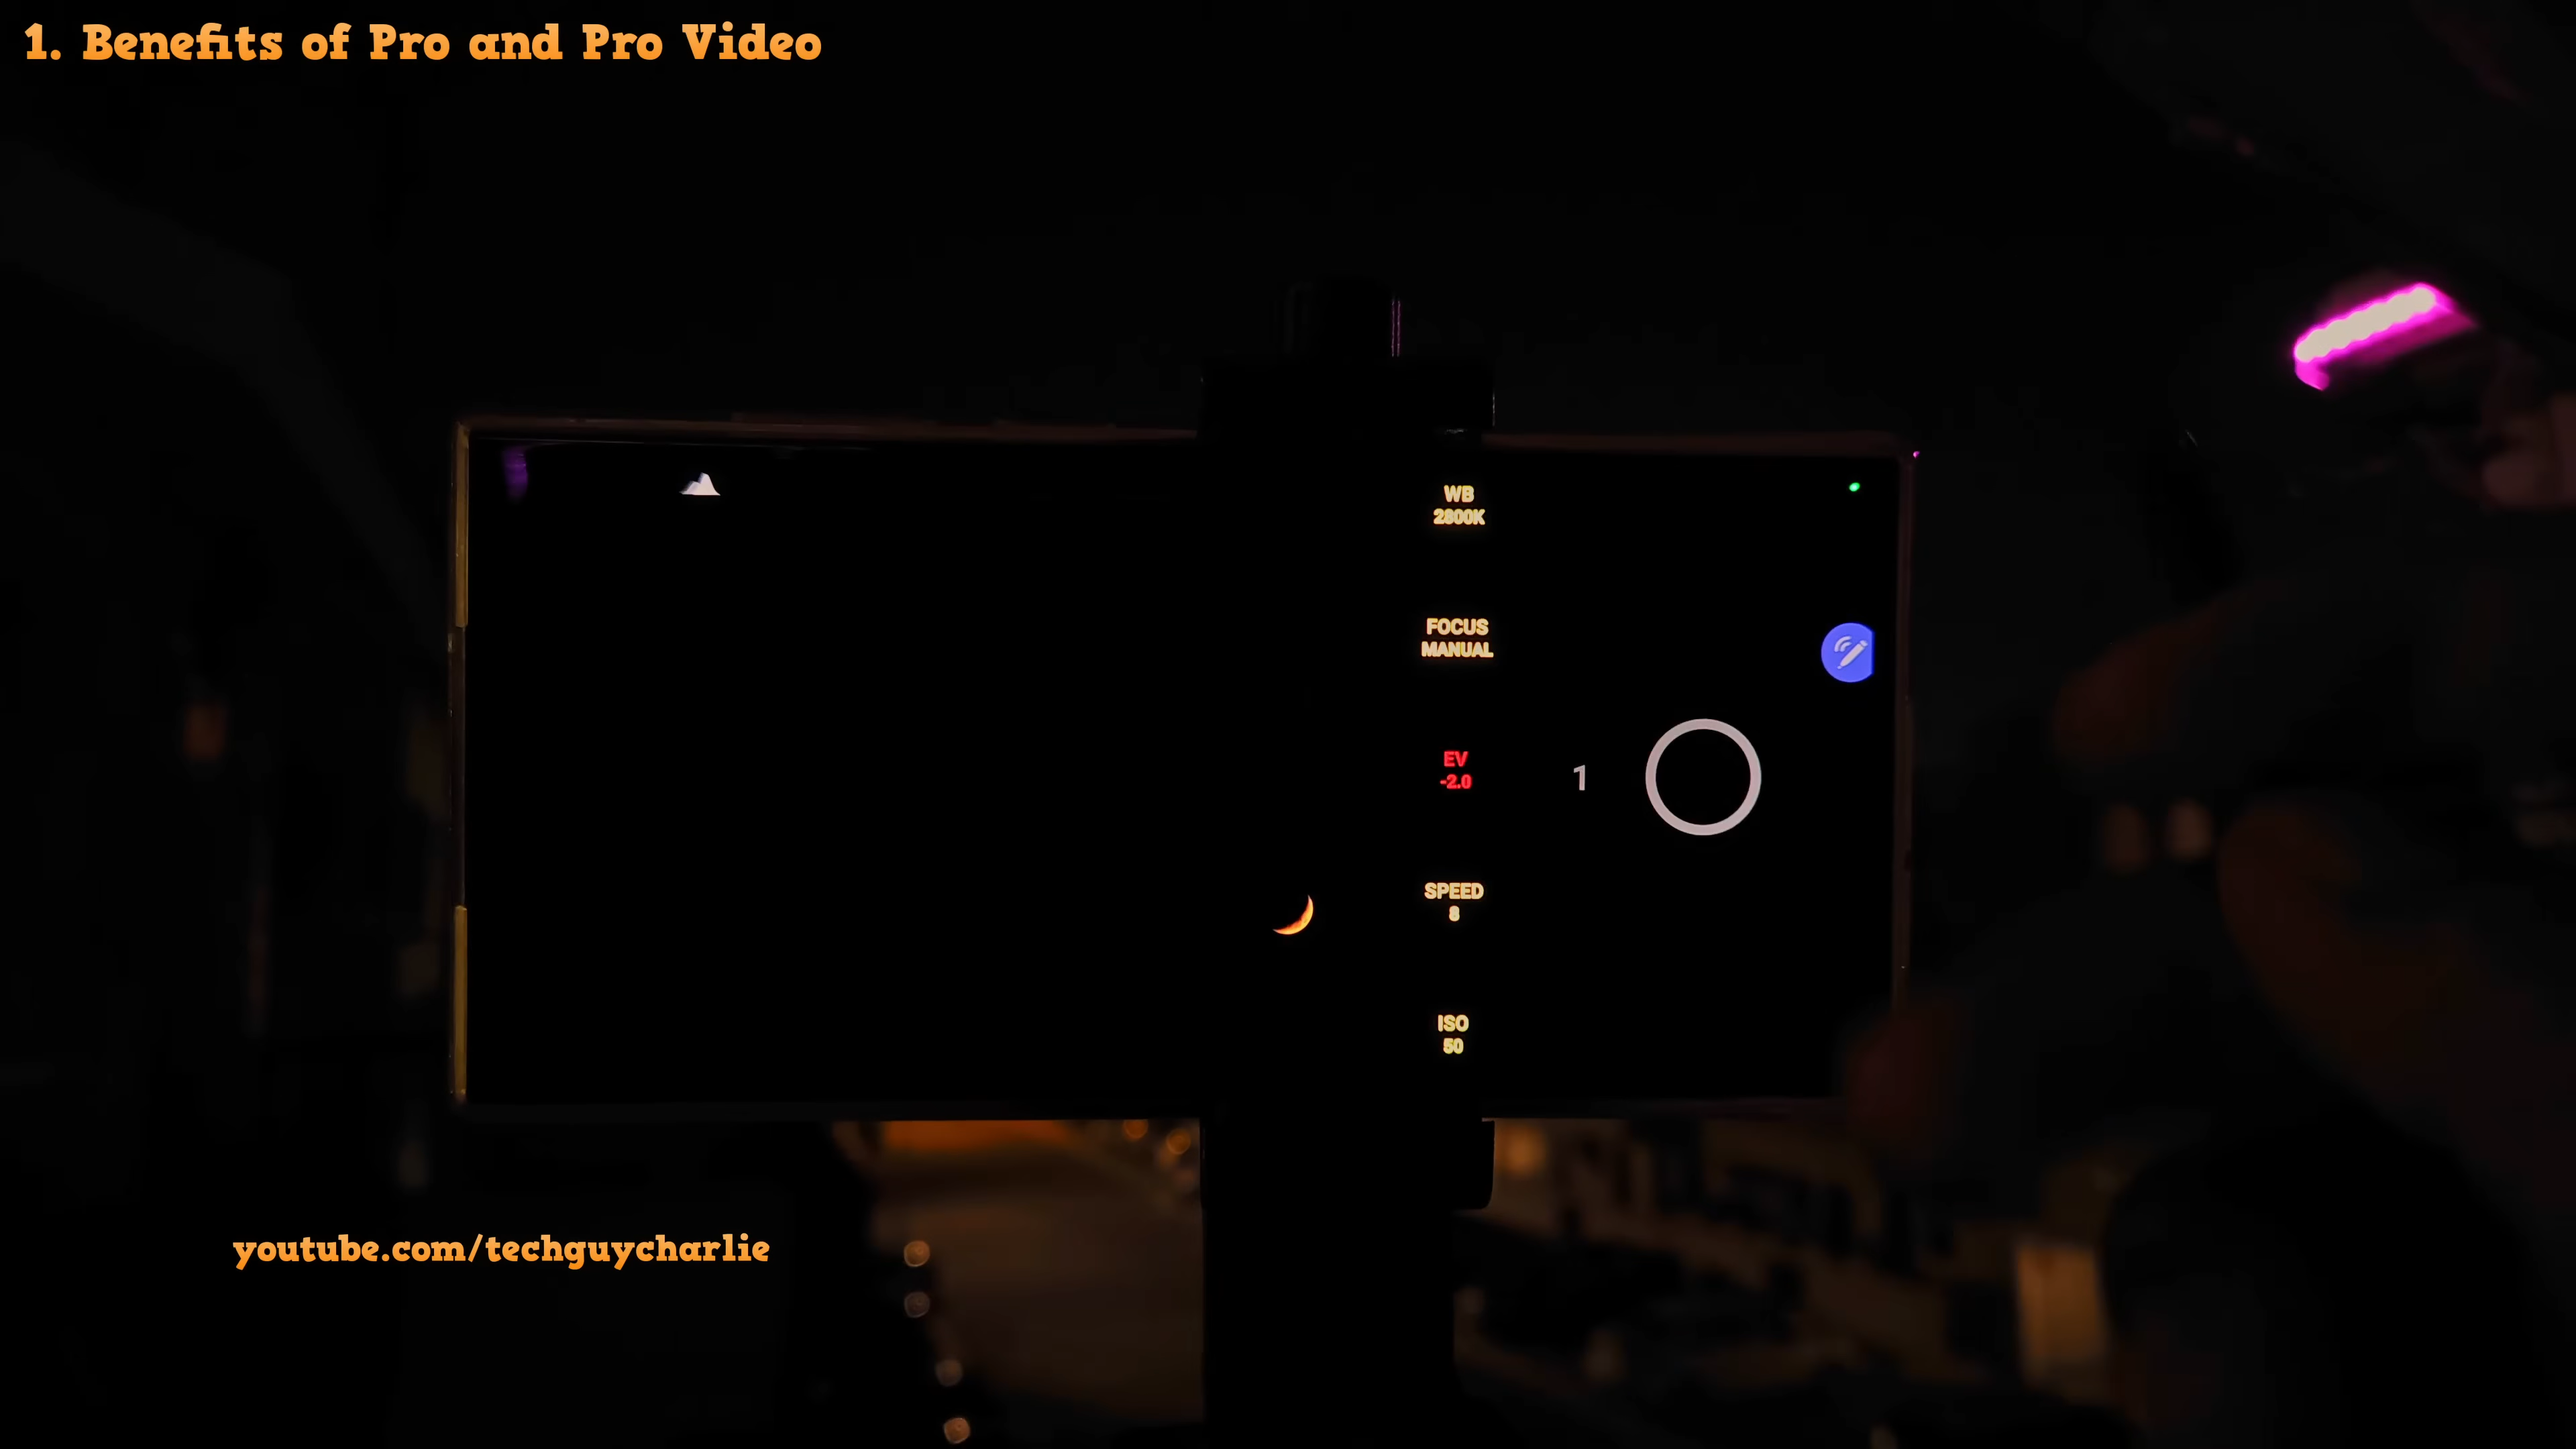 1. Benefits of Pro and Pro Video
WB
2800K
FOCUS
MANUAL
EV
-2.0
1
SPEED
8
ISO
50
youtube.com/techguycharlie